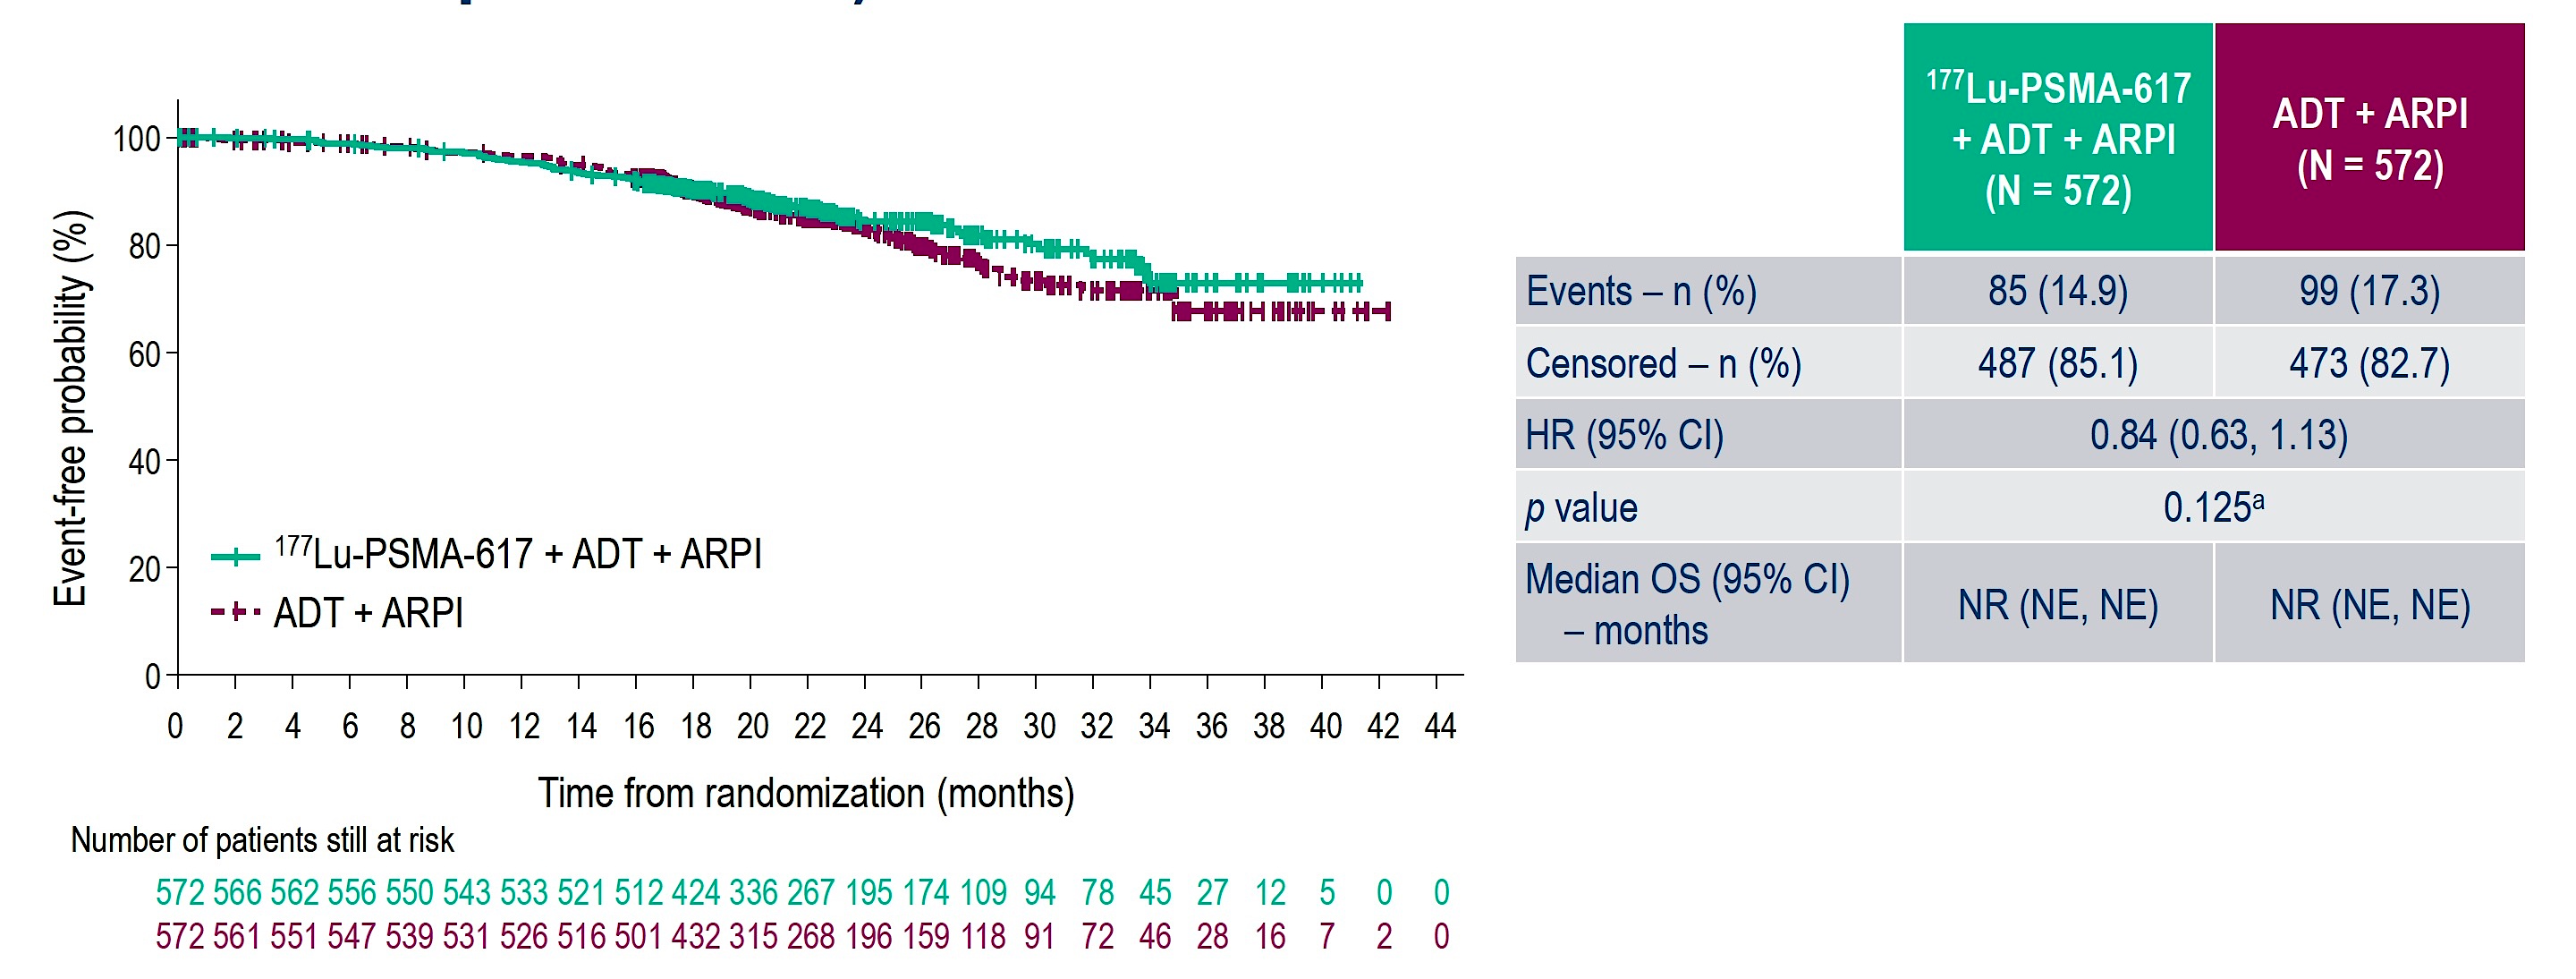 100
80
60
40
20
0
Event-free probability (%)
177Lu-PSMA-617 + ADT + ARPI
ADT + ARPI
0 2 4 6 8 10 12 14 16 18 20 22 24 26 28 30 32 34 36 38 40 42 44
Time from randomization (months)
Number of patients still at risk
572 566 562 556 550 543 533 521 512 424 336 267 195 174 109 94 78 45 27 12 5 0 0
572 561 551 547 539 531 526 516 501 432 315 268 196 159 118 91 72 46 28 16 7 2 0
177Lu-PSMA-617
+ ADT + ARPI
(N = 572)
ADT + ARPI
(N = 572)
Events – n (%) 85 (14.9) 99 (17.3)
Censored – n (%) 487 (85.1) 473 (82.7)
HR (95% CI) 0.84 (0.63, 1.13)
p value 0.125a
Median OS (95% CI)
– months
NR (NE, NE) NR (NE, NE)